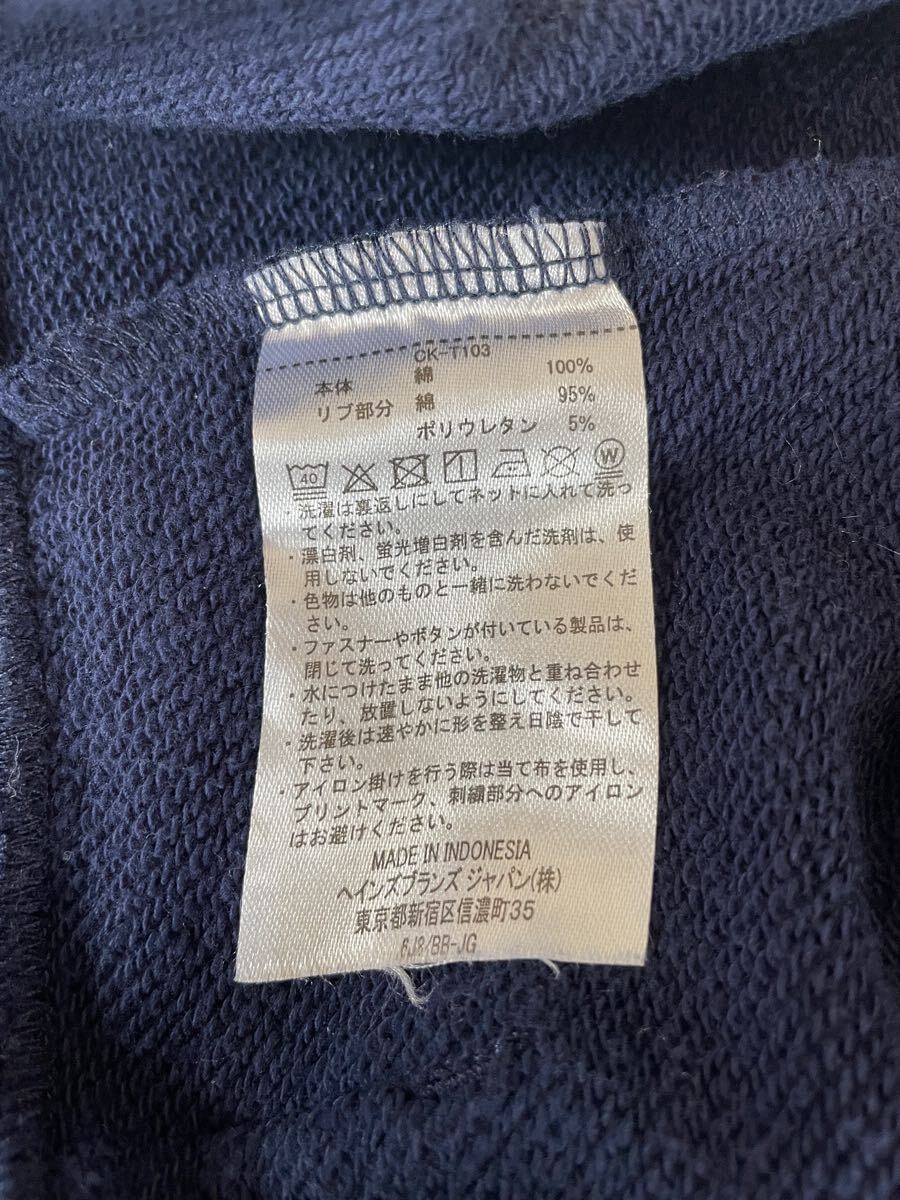 CK-T103
本体 綿 100%
リブ部分 綿 95%
ポリウレタン 5%
40 W
・洗濯は裏返しにしてネットに入れて洗っ
てください。
・漂白剤、蛍光増白剤を含んだ洗剤は、使
用しないでください。
・色物は他のものと一緒に洗わないでくだ
さい。
・ファスナーやボタンが付いている製品は、
閉じて洗ってください。
・水につけたまま他の洗濯物と重ね合わせ
たり、放置しないようにしてください。
・洗濯後は速やかに形を整え日陰で干して
下さい。
・アイロン掛けを行う際は当て布を使用し、
プリントマーク、刺繍部分へのアイロン
はお避けください。
MADE IN INDONESIA
ヘインズブランズ ジャパン(株)
東京都新宿区信濃町35
6J8/BB-JG